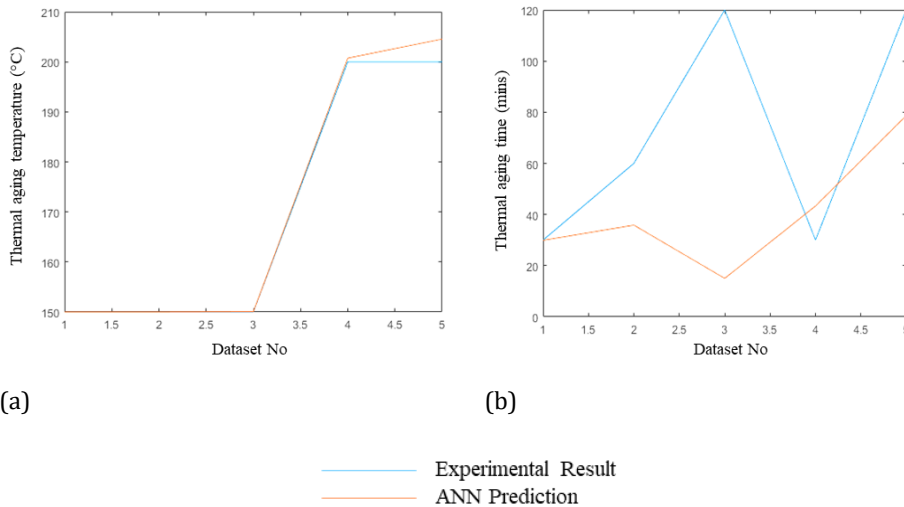 210
200
190
180
170
160
150
Thermal aging temperature (°C)
1 1.5 2 2.5 3 3.5 4 4.5 5
Dataset No
(a)
120
100
80
60
40
20
0
Thermal aging time (mins)
1 1.5 2 2.5 3 3.5 4 4.5 5
Dataset No
(b)
Experimental Result
ANN Prediction